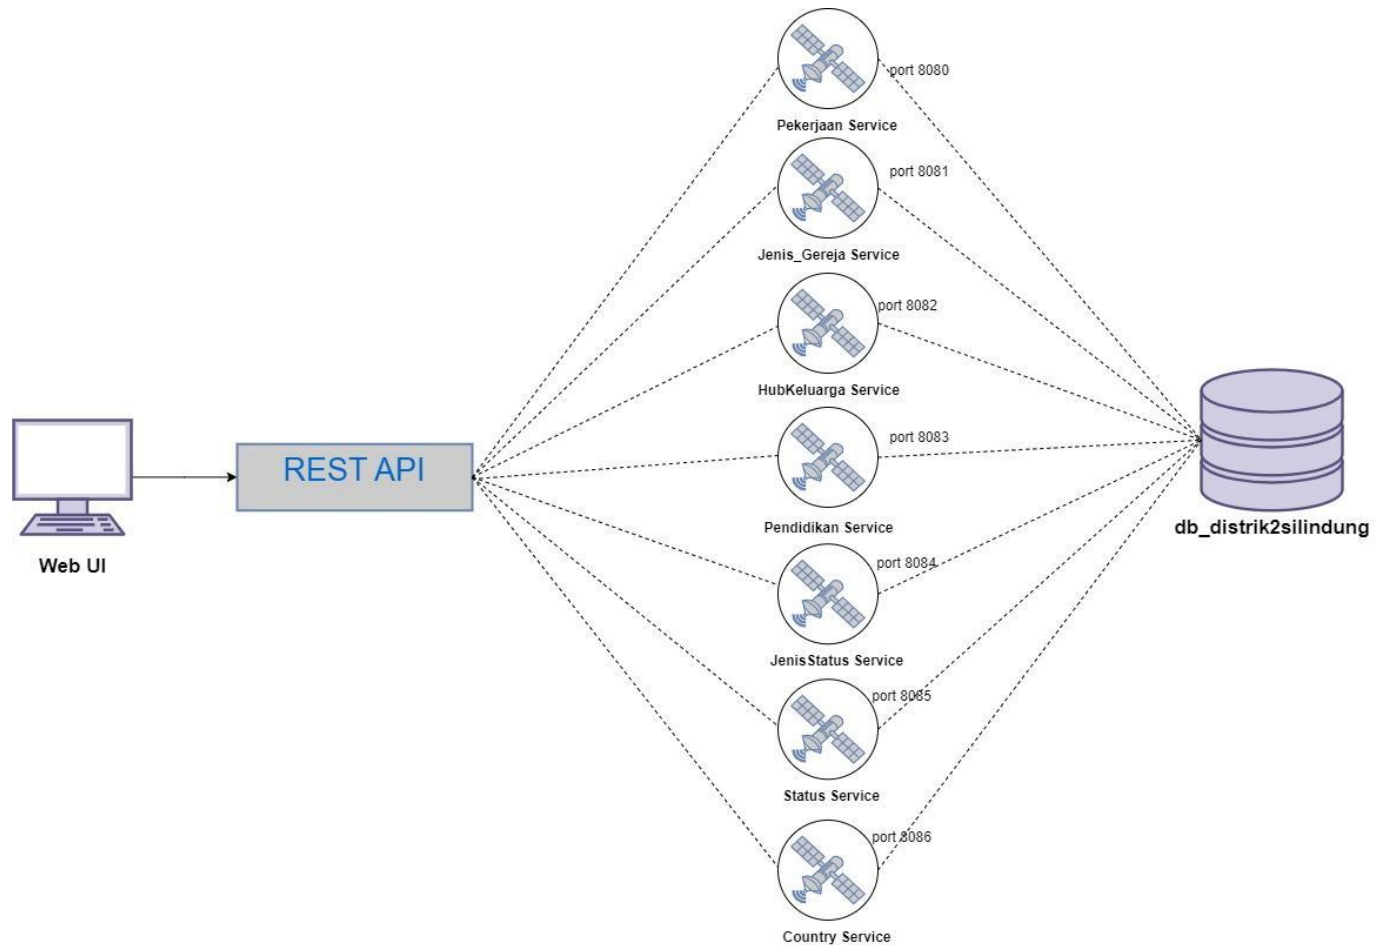 port 8080
Pekerjaan Service
port 8081
Jenis_Gereja Service
port 8082
HubKeluarga Service
port 8083
REST API
Pendidikan Service
db_distrik2silindung
port 8084
Web UI
JenisStatus Service
port 8085
Status Service
port 8086
Country Service